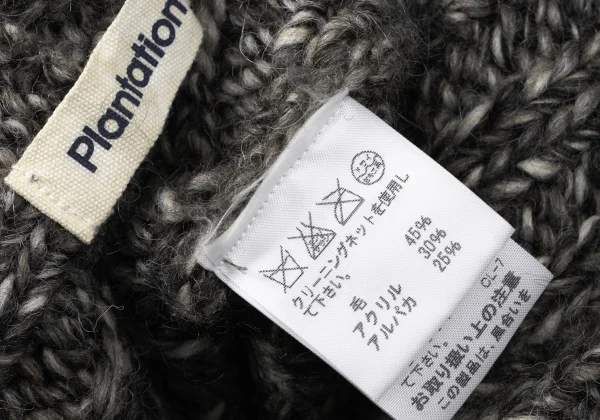 Plantation
クリーニングネットを使用し
て下さい。
毛 45%
アクリル 30%
アルパカ 25%
CL-7
て下さい。
お取り扱い上の注意
この製品は、風合いを